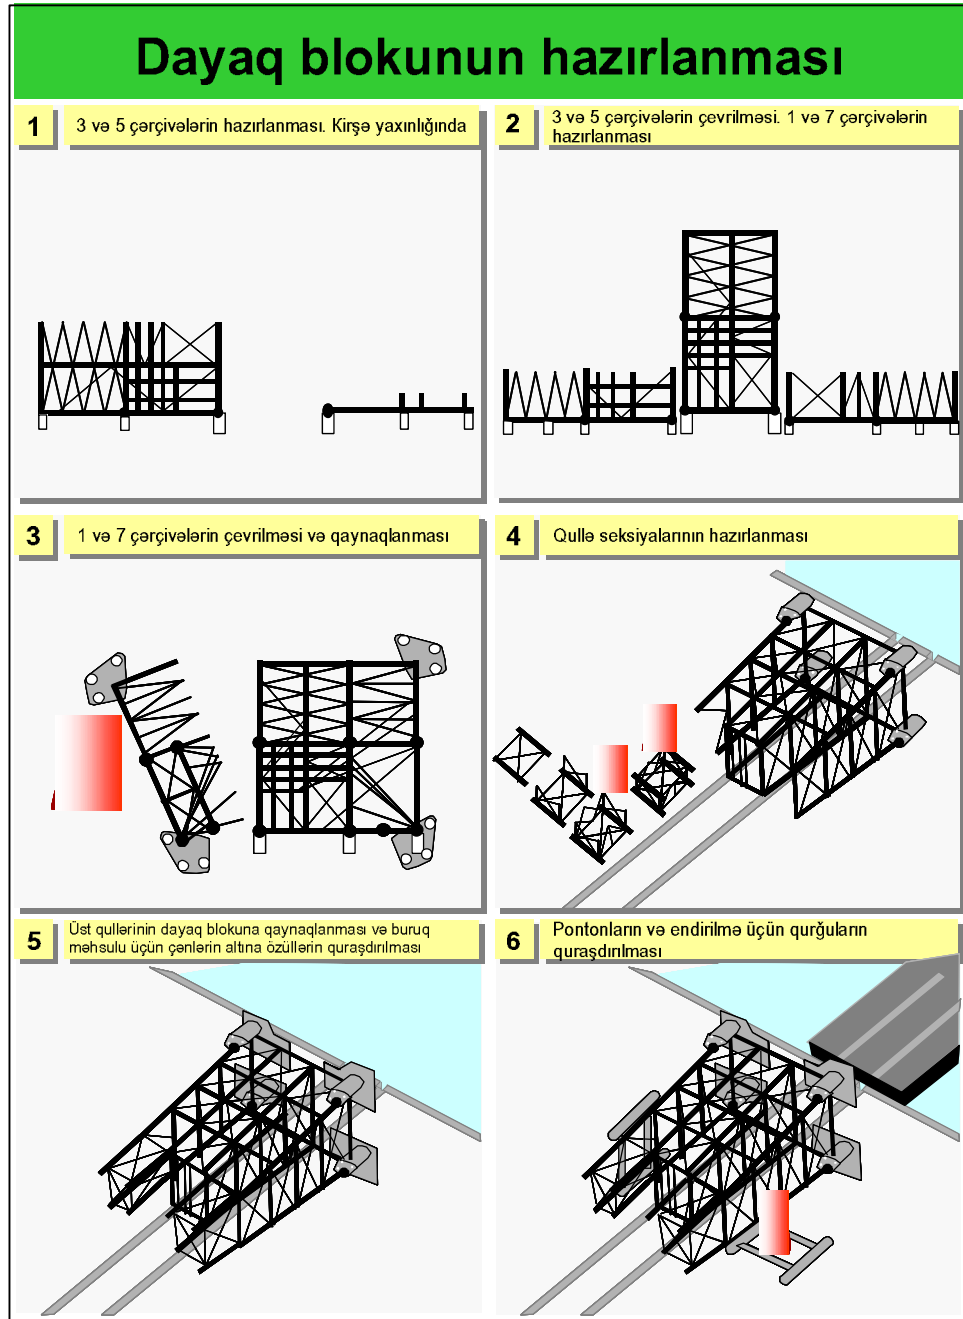 Dayaq blokunun hazırlanması
1
3 və 5 çərçivələrin hazırlanması. Kirşə yaxınlığında
2
3 və 5 çərçivələrin çevrilməsi. 1 və 7 çərçivələrin
hazırlanması
3
1 və 7 çərçivələrin çevrilməsi və qaynaqlanması
4
Qullə seksiyalarının hazırlanması
5
Üst qullərinin dayaq blokuna qaynaqlanması və buruq
məhsulu üçün çənlərin altına özüllərin quraşdırılması
6
Pontonların və endirilmə üçün qurğuların
quraşdırılması